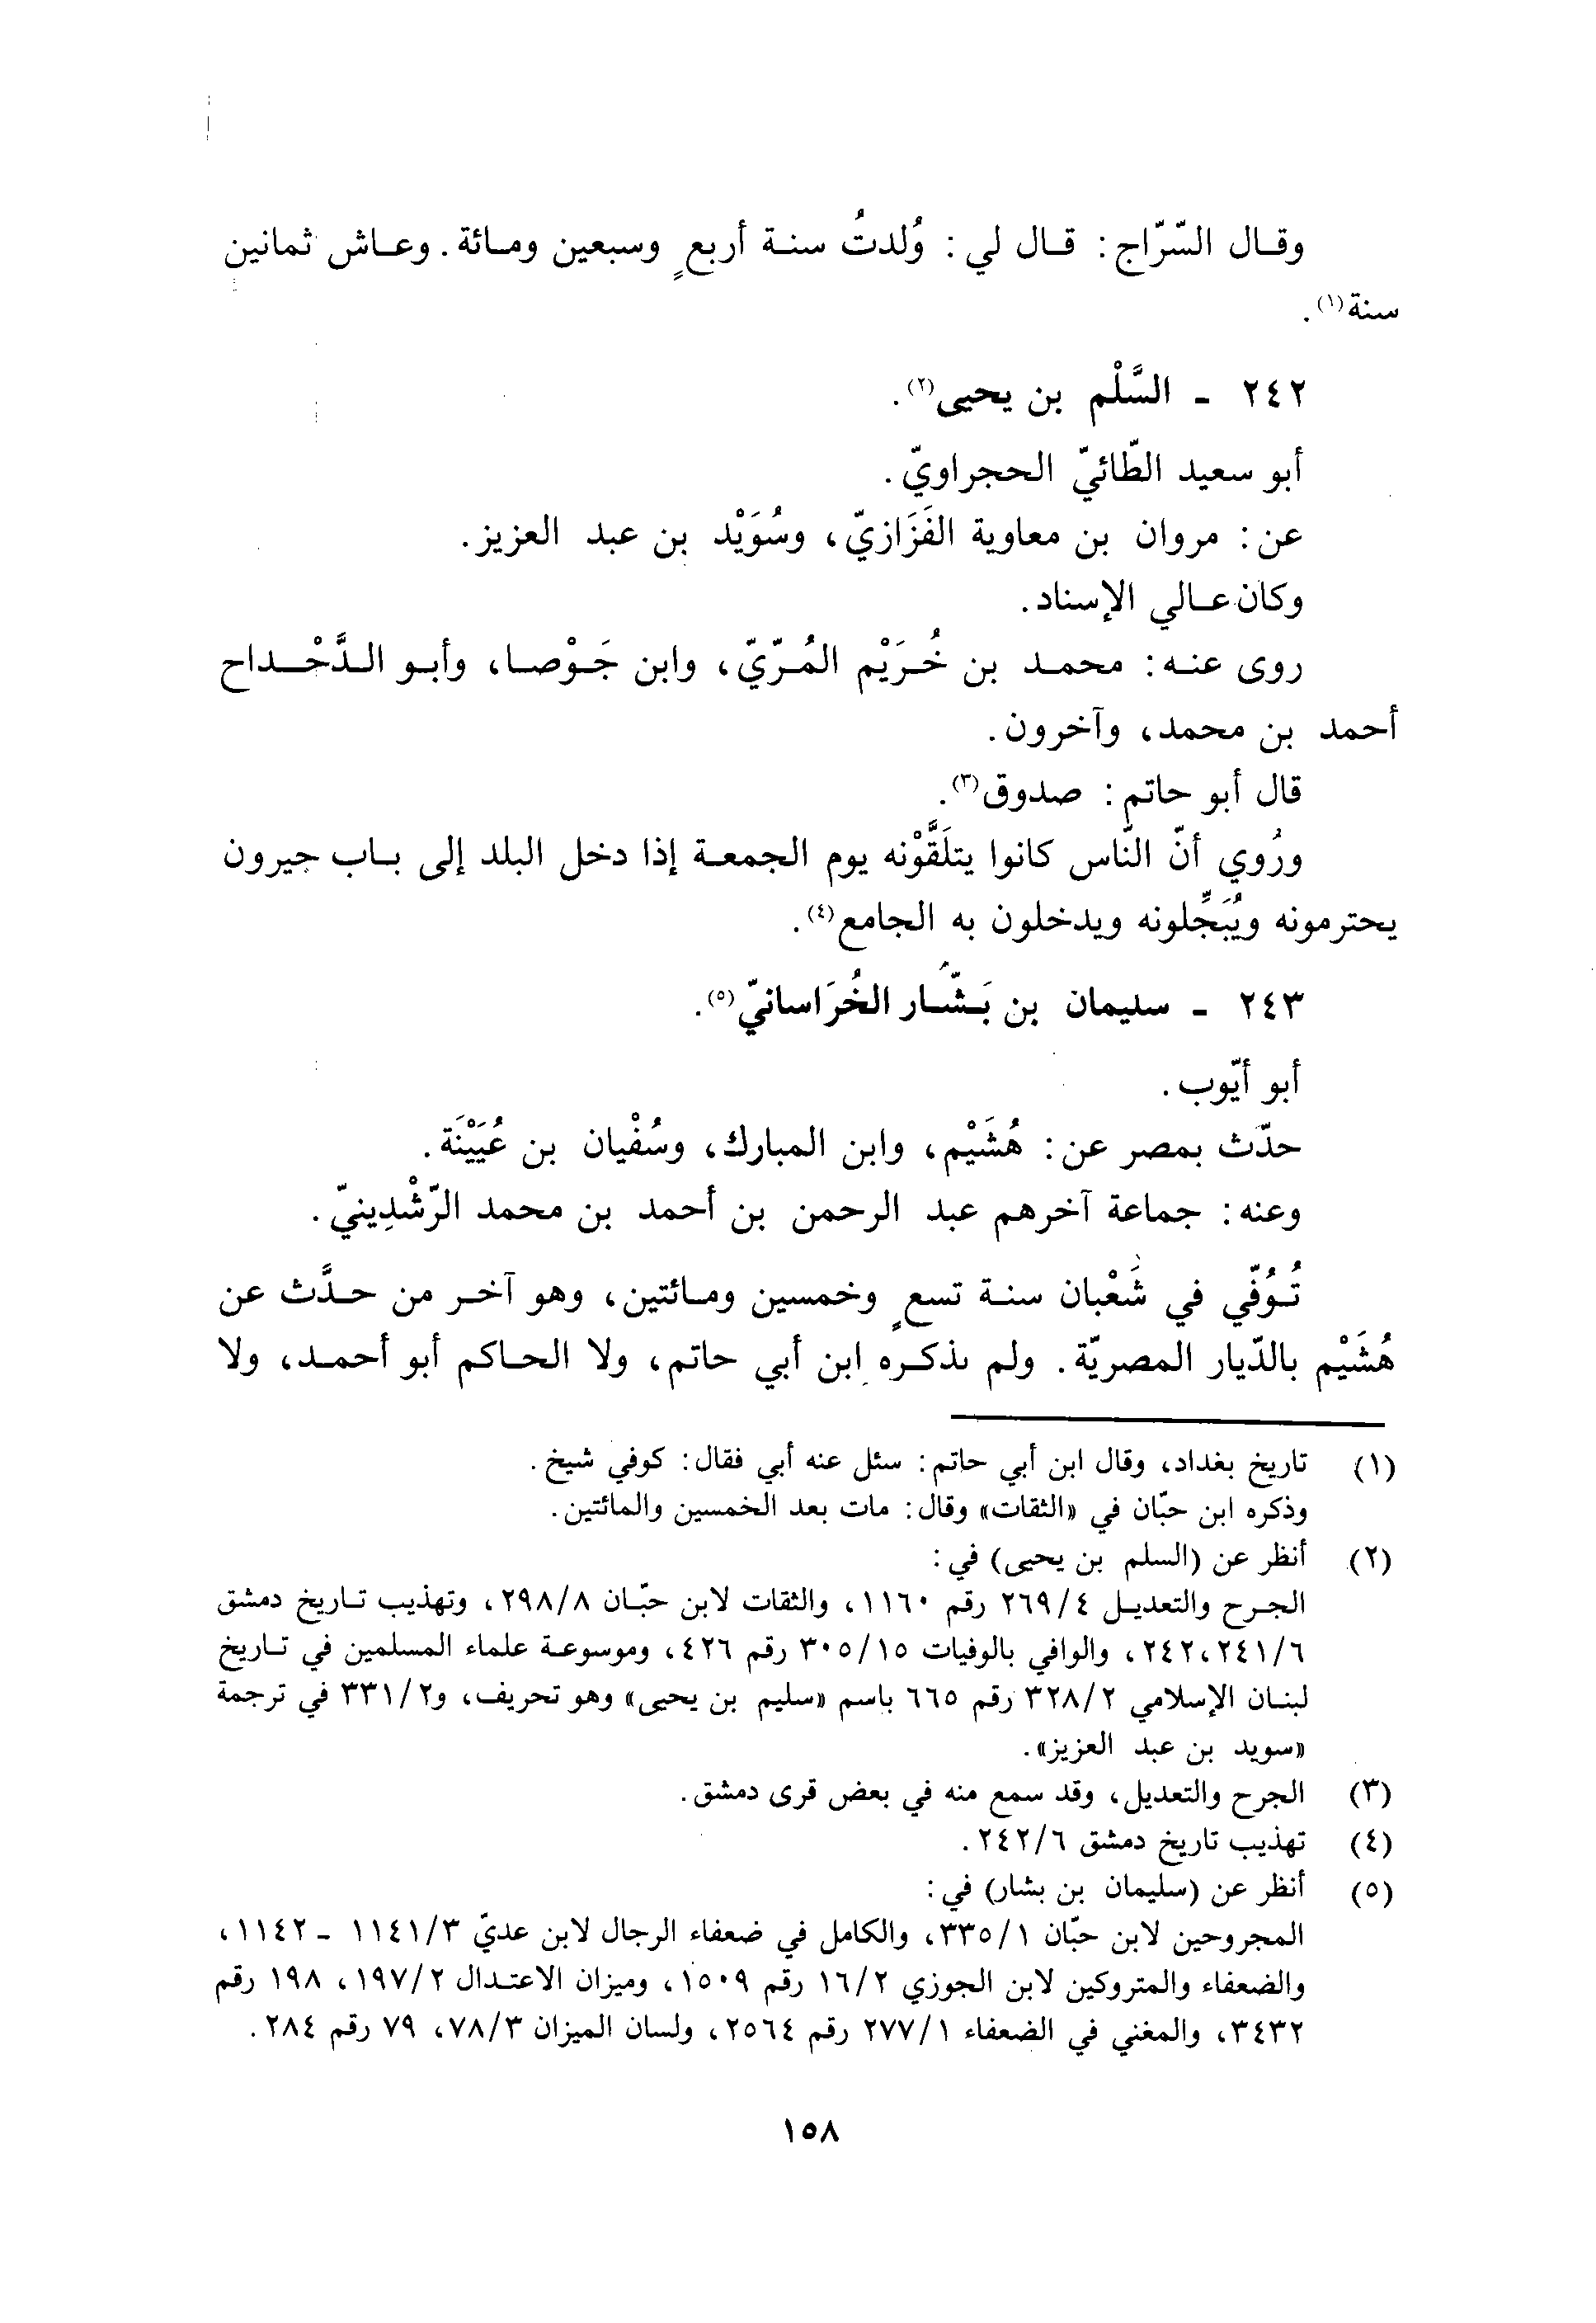 وقال السّرّاج: قال لي: وُلدتُ سنة أربعٍ وسبعين ومائة. وعاش ثمانين
سنة(١).
٢٤٢ - السَّلْم بن يحيى(٢).
أبو سعيد الطّائيّ الحجراويّ.
عن: مروان بن معاوية الفَزَازيّ، وسُوَيْد بن عبد العزيز.
وكان عالي الإسناد.
روى عنه: محمد بن خُرَيْم المُرّيّ، وابن جَوْصا، وأبو الدَّحْداح
أحمد بن محمد، وآخرون.
قال أبو حاتم: صدوق(٣).
ورُوي أنّ النّاس كانوا يتلَقَّوْنه يوم الجمعة إذا دخل البلد إلى باب جيرون
يحترمونه ويُبَجِّلونه ويدخلون به الجامع(٤).
٢٤٣ - سليمان بن بَشّار الخُرَاسانيّ(٥).
أبو أيّوب.
حدّث بمصر عن: هُشَيْم، وابن المبارك، وسُفْيان بن عُيَيْنَة.
وعنه: جماعة آخرهم عبد الرحمن بن أحمد بن محمد الرّشْدِينيّ.
تُوُفّي في شَعْبان سنة تسعٍ وخمسين ومائتين، وهو آخر من حدَّث عن
هُشَيْم بالدّيار المصريّة. ولم يذكره ابن أبي حاتم، ولا الحاكم أبو أحمد، ولا
(١) تاريخ بغداد، وقال ابن أبي حاتم: سئل عنه أبي فقال: كوفي شيخ.
وذكره ابن حبّان في «الثقات» وقال: مات بعد الخمسين والمائتين.
(٢) أنظر عن (السلم بن يحيى) في:
الجرح والتعديل ٢٦٩/٤ رقم ١١٦٠، والثقات لابن حبّان ٢٩٨/٨، وتهذيب تاريخ دمشق
٢٤٢،٢٤١/٦، والوافي بالوفيات ٣٠٥/١٥ رقم ٤٢٦، وموسوعة علماء المسلمين في تاريخ
لبنان الإسلامي ٣٢٨/٢ رقم ٦٦٥ باسم «سليم بن يحيى» وهو تحريف، و٣٣١/٢ في ترجمة
«سويد بن عبد العزيز».
(٣) الجرح والتعديل، وقد سمع منه في بعض قرى دمشق.
(٤) تهذيب تاريخ دمشق ٢٤٢/٦.
(٥) أنظر عن (سليمان بن بشار) في:
المجروحين لابن حبّان ٣٣٥/١، والكامل في ضعفاء الرجال لابن عديّ ١١٤١/٣ - ١١٤٢،
والضعفاء والمتروكين لابن الجوزي ١٦/٢ رقم ١٥٠٩، وميزان الاعتدال ١٩٧/٢، ١٩٨ رقم
٣٤٣٢، والمغني في الضعفاء ٢٧٧/١ رقم ٢٥٦٤، ولسان الميزان ٧٨/٣، ٧٩ رقم ٢٨٤.
١٥٨